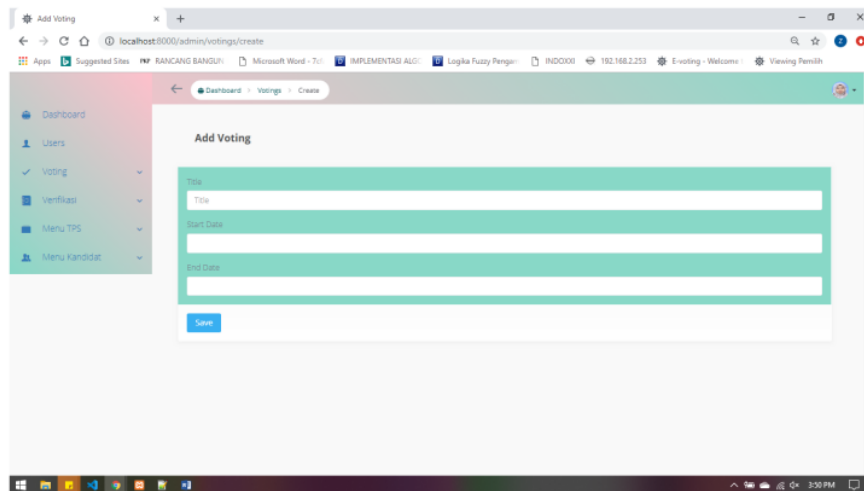 Add Voting
localhost:8000/admin/votings/create
Apps Suggested Sites RANCANG BANGUN Microsoft Word - 7 IMPLEMENTASI ALG Logika Fuzzy Pengam INDOXXI 192.168.2.253 E-voting - Welcome Viewing Pemilih
Dashboard > Votings > Create
Dashboard
Users
Voting
Verifikasi
Menu TPS
Menu Kandidat
Add Voting
Title
Title
Start Date
End Date
Save
3:50 PM